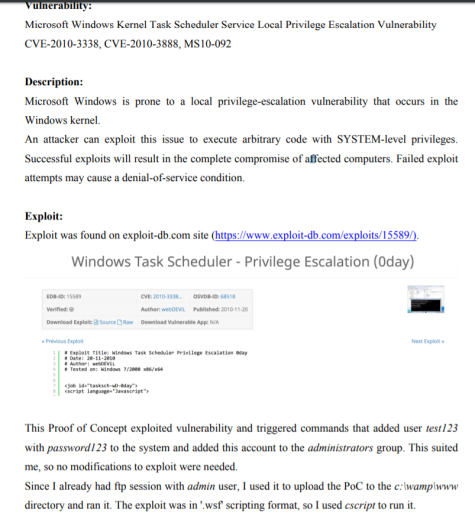 Vulnerability:
Microsoft Windows Kernel Task Scheduler Service Local Privilege Escalation Vulnerability
CVE-2010-3338, CVE-2010-3888, MS10-092
Description:
Microsoft Windows is prone to a local privilege-escalation vulnerability that occurs in the
Windows kernel.
An attacker can exploit this issue to execute arbitrary code with SYSTEM-level privileges.
Successful exploits will result in the complete compromise of affected computers. Failed exploit
attempts may cause a denial-of-service condition.
Exploit:
Exploit was found on exploit-db.com site (https://www.exploit-db.com/exploits/15589/).
Windows Task Scheduler - Privilege Escalation (0day)
EDB-ID: 15589 CVE: 2010-3338... OSVDB-ID: 68518
Verified: Author: webDEViL Published: 2010-11-20
Download Exploit: Source Raw Download Vulnerable App: N/A
« Previous Exploit Next Exploit »
1 # Exploit Title: Windows Task Scheduler Privilege Escalation 0day
2 # Date: 20-11-2010
3 # Author: webDEViL
4 # Tested on: Windows 7/2008 x86/x64
5
6
7 <job id="tasksch-wD-0day">
8 <script language="Javascript">
This Proof of Concept exploited vulnerability and triggered commands that added user test123
with password123 to the system and added this account to the administrators group. This suited
me, so no modifications to exploit were needed.
Since I already had ftp session with admin user, I used it to upload the PoC to the c:\wamp\www
directory and ran it. The exploit was in '.wsf' scripting format, so I used cscript to run it.